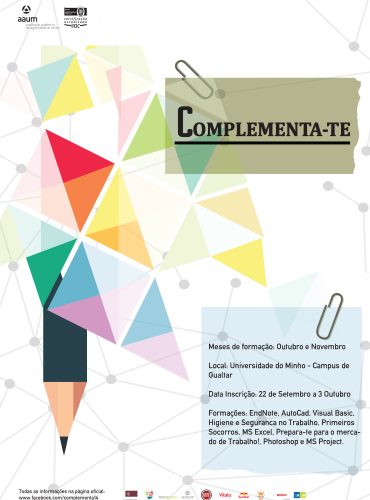 aaum
COMPLEMENTA-TE
Meses de formação: Outubro e Novembro
Local: Universidade do Minho - Campus de
Gualtar
Data Inscrição: 22 de Setembro a 3 Outubro
Formações: EndNote, AutoCad, Visual Basic,
Higiene e Segurança no Trabalho, Primeiros
Socorros, MS Excel, Prepara-te para o merca-
do de Trabalho!, Photoshop e MS Project.
Todas as informações na página oficial:
www.facebook.com/complementat4